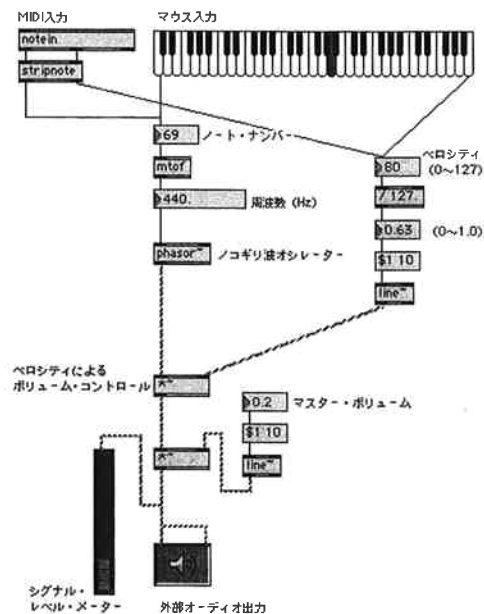 MIDI入力
マウス入力
notein
stripnote
69
ノート・ナンバー
ベロシティ
80
(0〜127)
mtof
/ 127.
440.
周波数 (Hz)
0.63
(0〜1.0)
phasor~
ノコギリ波オシレーター
$1 10
line~
ベロシティによる
ボリューム・コントロール
*~
0.2
マスター・ボリューム
$1 10
*~
line~
シグナル・
レベル・メーター
外部オーディオ出力